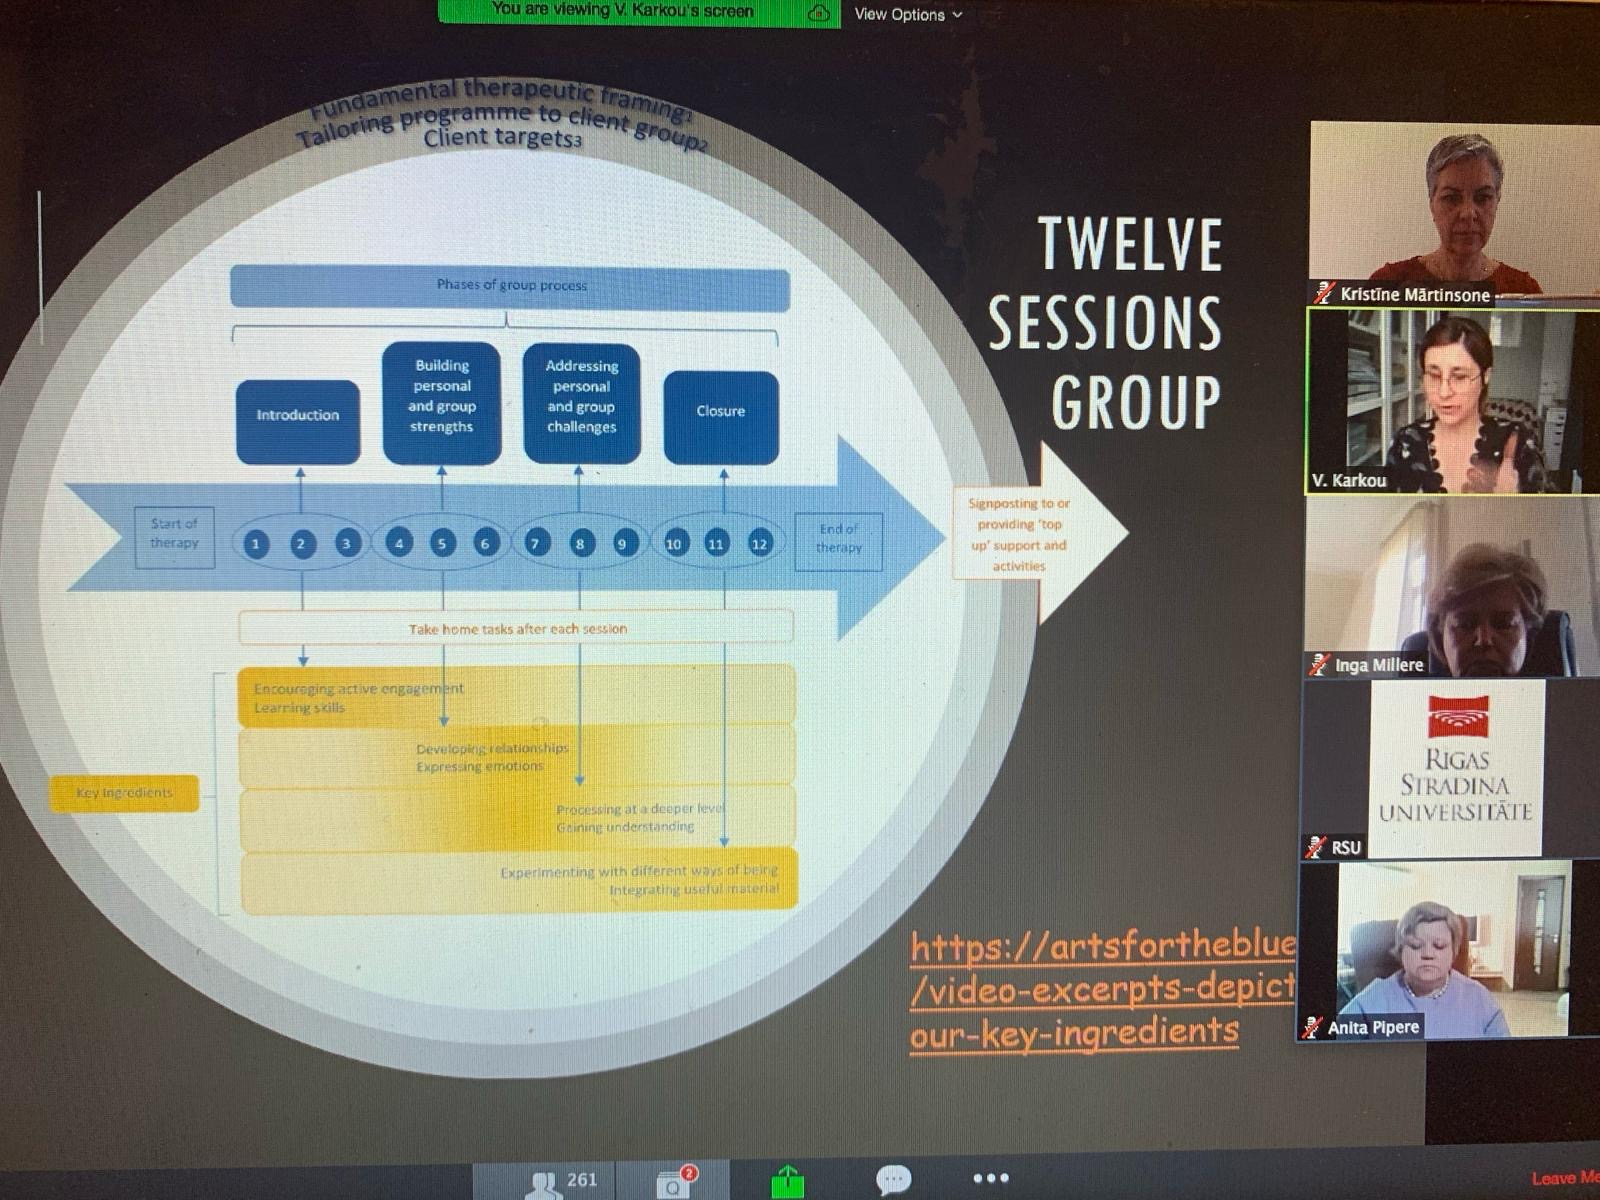 You are viewing V. Karkou's screen
View Options
Fundamental therapeutic framing1
Tailoring programme to client group2
Client targets3
TWELVE
SESSIONS
GROUP
Phases of group process
Introduction
Building
personal
and group
strengths
Addressing
personal
and group
challenges
Closure
Start of
therapy
1 2 3 4 5 6 7 8 9 10 11 12
End of
therapy
Signposting to or
providing 'top
up' support and
activities
Take home tasks after each session
Key Ingredients
Encouraging active engagement
Learning skills
Developing relationships
Expressing emotions
Processing at a deeper level
Gaining understanding
Experimenting with different ways of being
Integrating useful material
https://artsfortheblue
/video-excerpts-depict
our-key-ingredients
Kristīne Mārtinsone
V. Karkou
Inga Millere
RĪGAS
STRADIŅA
UNIVERSITĀTE
RSU
Anita Pipere
261
Q
2
Leave